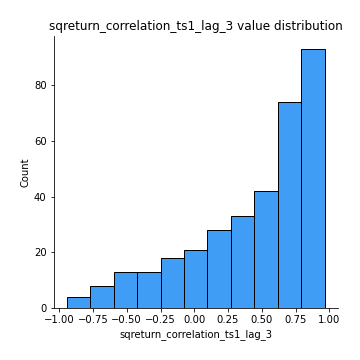 sqreturn_correlation_ts1_lag_3 value distribution
80
60
40
20
0
Count
−1.00 −0.75 −0.50 −0.25 0.00 0.25 0.50 0.75 1.00
sqreturn_correlation_ts1_lag_3